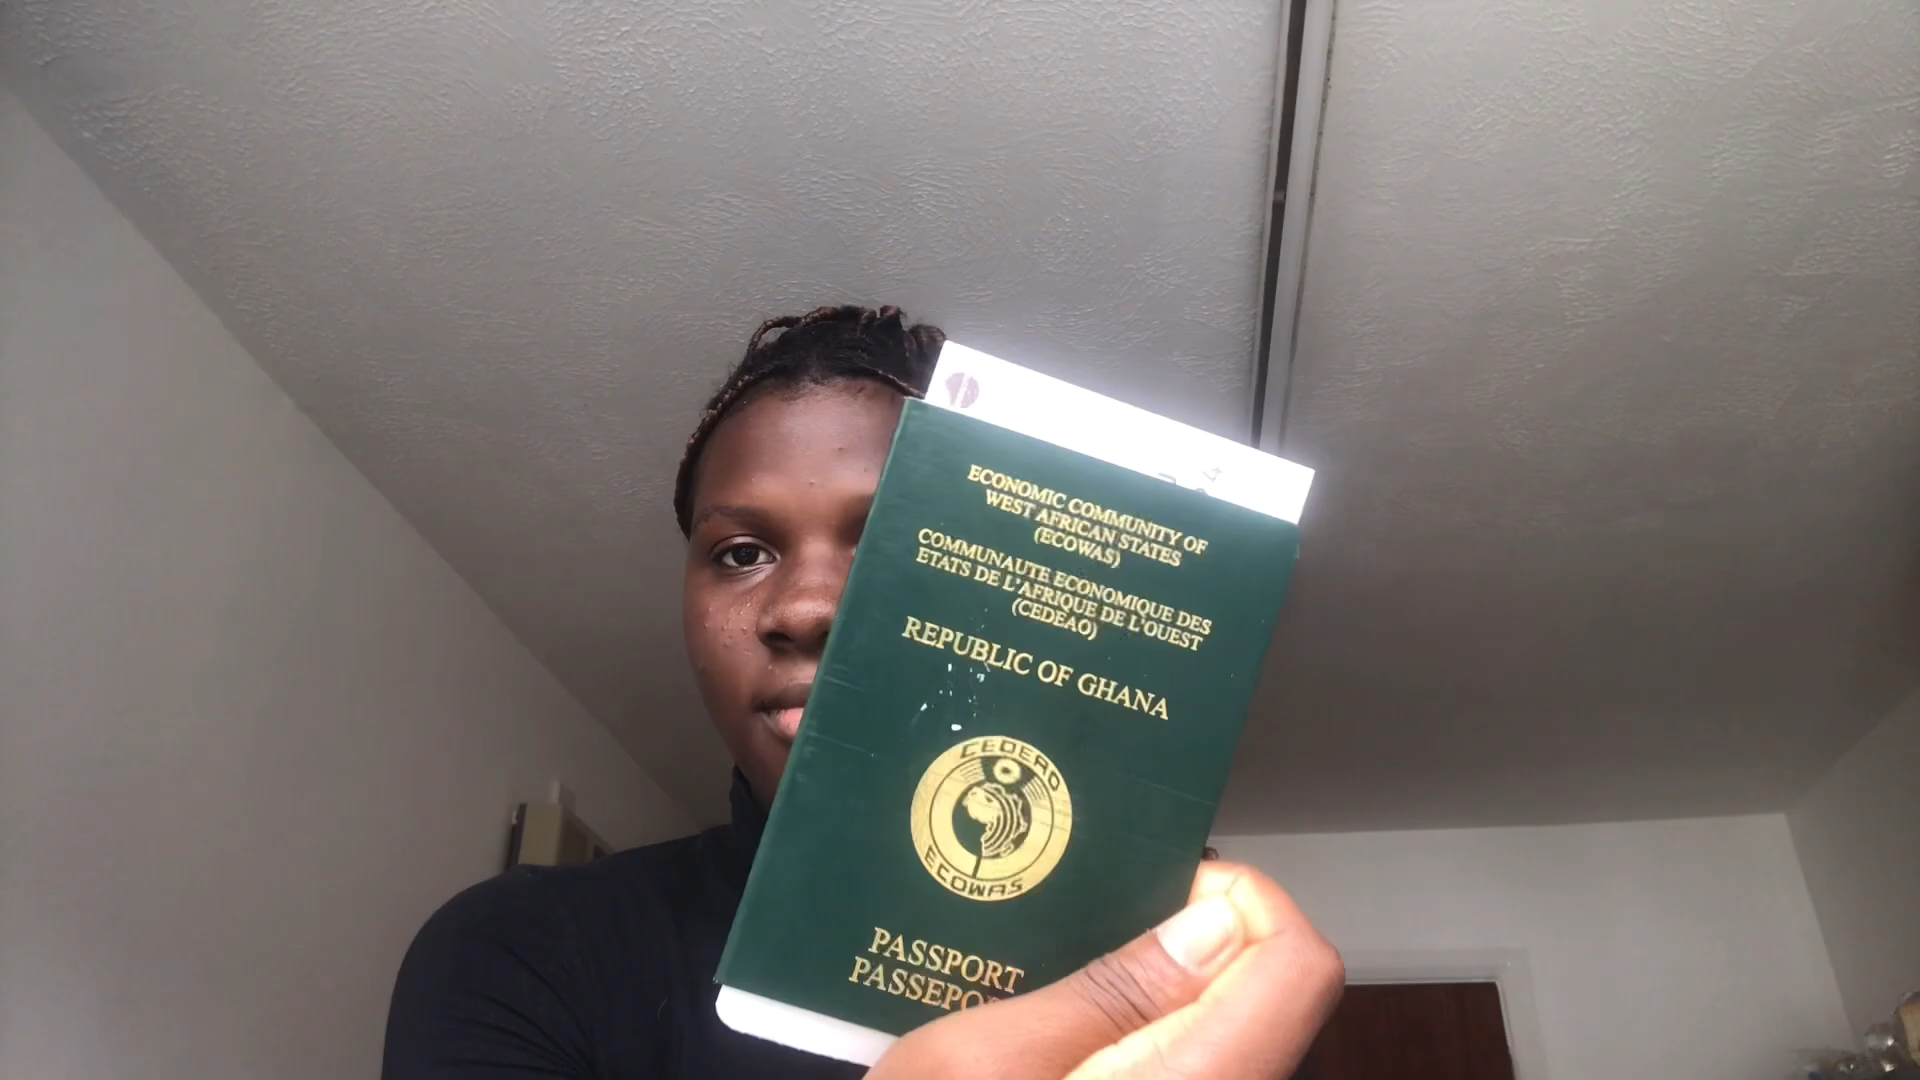 ECONOMIC COMMUNITY OF
WEST AFRICAN STATES
(ECOWAS)
COMMUNAUTE ECONOMIQUE DES
ETATS DE L'AFRIQUE DE L'OUEST
(CEDEAO)
REPUBLIC OF GHANA
CEDEAO
ECOWAS
PASSPORT